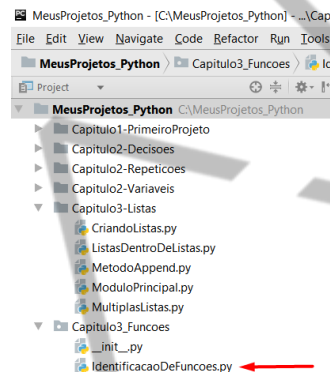 PC MeusProjetos_Python - [C:\MeusProjetos_Python] - ...\Cap
File Edit View Navigate Code Refactor Run Tools
MeusProjetos_Python Capitulo3_Funcoes
Project
MeusProjetos_Python C:\MeusProjetos_Python
Capitulo1-PrimeiroProjeto
Capitulo2-Decisoes
Capitulo2-Repeticoes
Capitulo2-Variaveis
Capitulo3-Listas
CriandoListas.py
ListasDentroDeListas.py
MetodoAppend.py
ModuloPrincipal.py
MultiplasListas.py
Capitulo3_Funcoes
__init__.py
IdentificacaoDeFuncoes.py